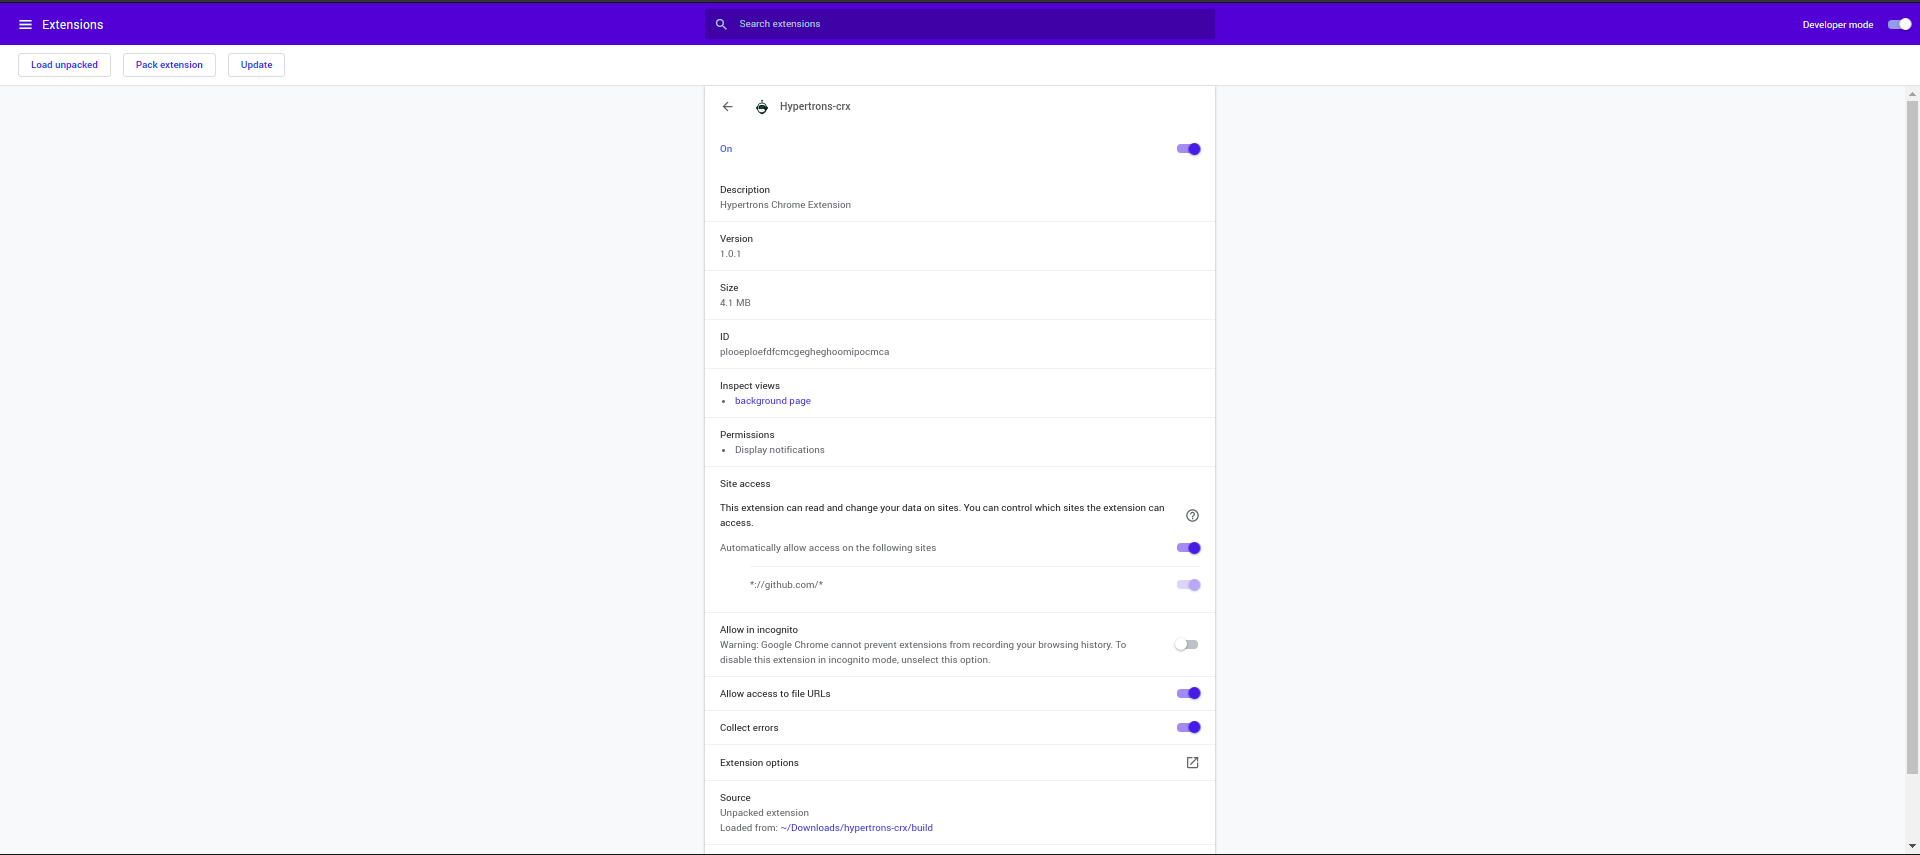 Extensions
Search extensions
Developer mode
Load unpacked
Pack extension
Update
Hypertrons-crx
On
Description
Hypertrons Chrome Extension
Version
1.0.1
Size
4.1 MB
ID
plooeploefdfcmcgegheghoomipocmca
Inspect views
• background page
Permissions
• Display notifications
Site access
This extension can read and change your data on sites. You can control which sites the extension can
access.
Automatically allow access on the following sites
*://github.com/*
Allow in incognito
Warning: Google Chrome cannot prevent extensions from recording your browsing history. To
disable this extension in incognito mode, unselect this option.
Allow access to file URLs
Collect errors
Extension options
Source
Unpacked extension
Loaded from: ~/Downloads/hypertrons-crx/build